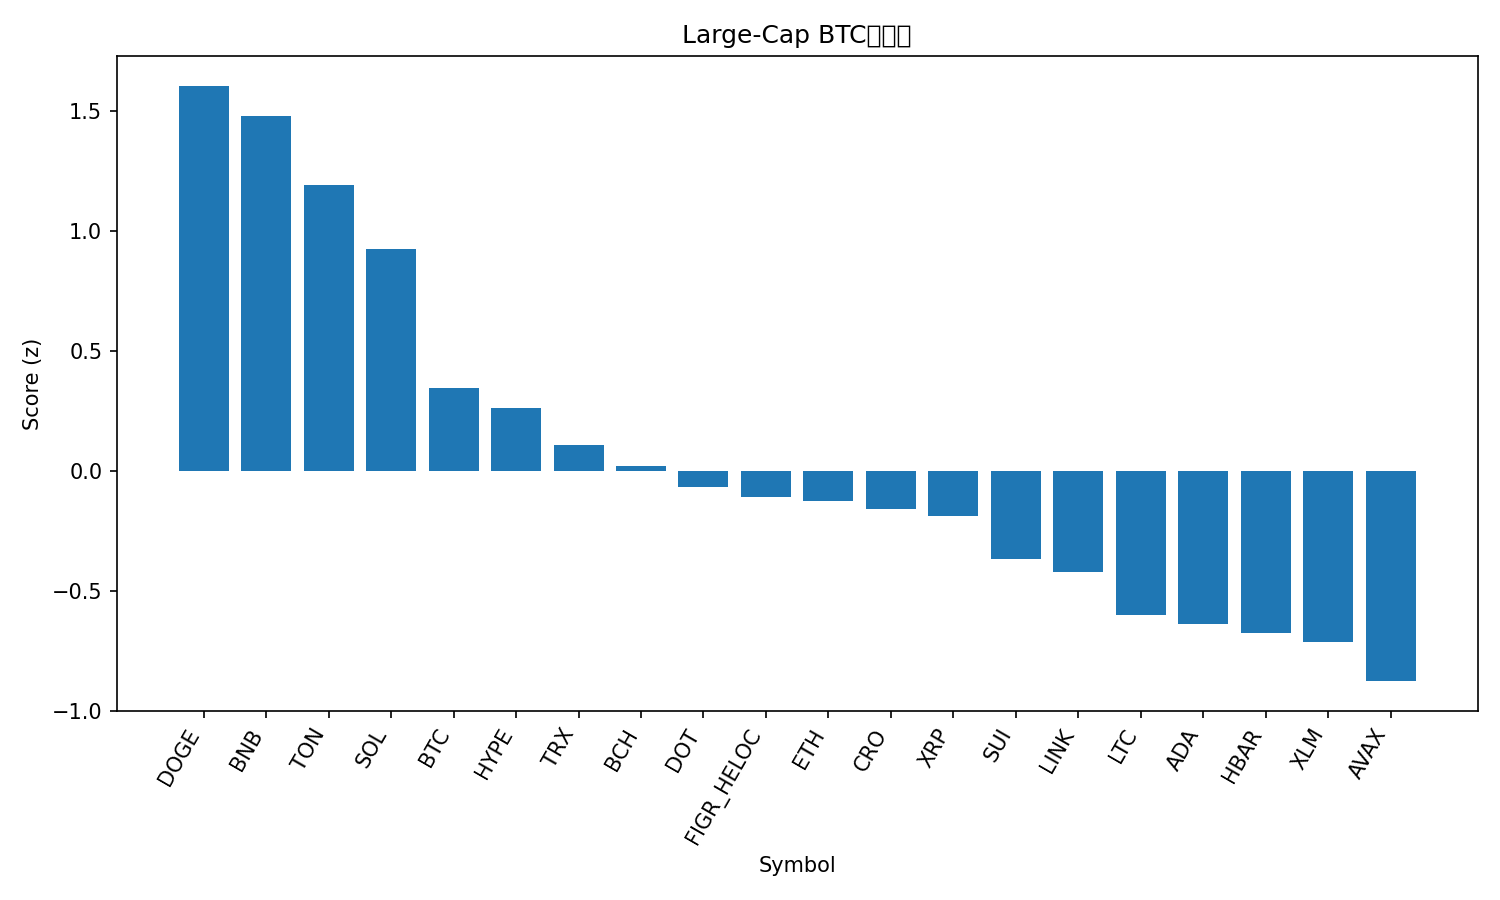 Large-Cap BTC
Score (z)
1.5
1.0
0.5
0.0
−0.5
−1.0
DOGE
BNB
TON
SOL
BTC
HYPE
TRX
BCH
DOT
FIGR_HELOC
ETH
CRO
XRP
SUI
LINK
LTC
ADA
HBAR
XLM
AVAX
Symbol